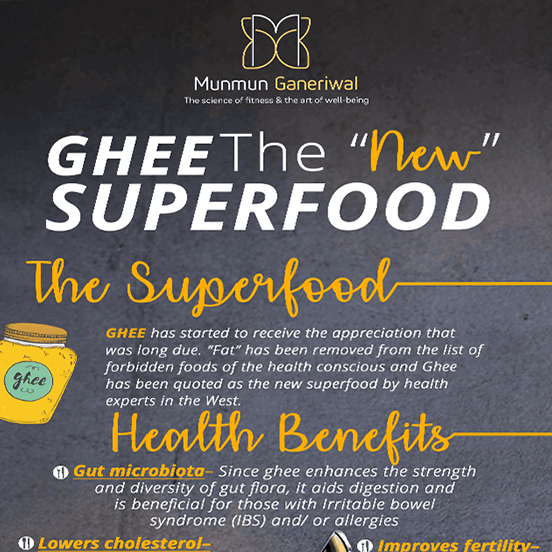 Munmun Ganeriwal
The science of fitness & the art of well-being
GHEE The “New”
SUPERFOOD
The Superfood
GHEE has started to receive the appreciation that
was long due. “Fat” has been removed from the list of
forbidden foods of the health conscious and Ghee
has been quoted as the new superfood by health
experts in the West.
ghee
Health Benefits
Gut microbiota– Since ghee enhances the strength
and diversity of gut flora, it aids digestion and
is beneficial for those with Irritable bowel
syndrome (IBS) and/ or allergies
Lowers cholesterol–
Improves fertility–